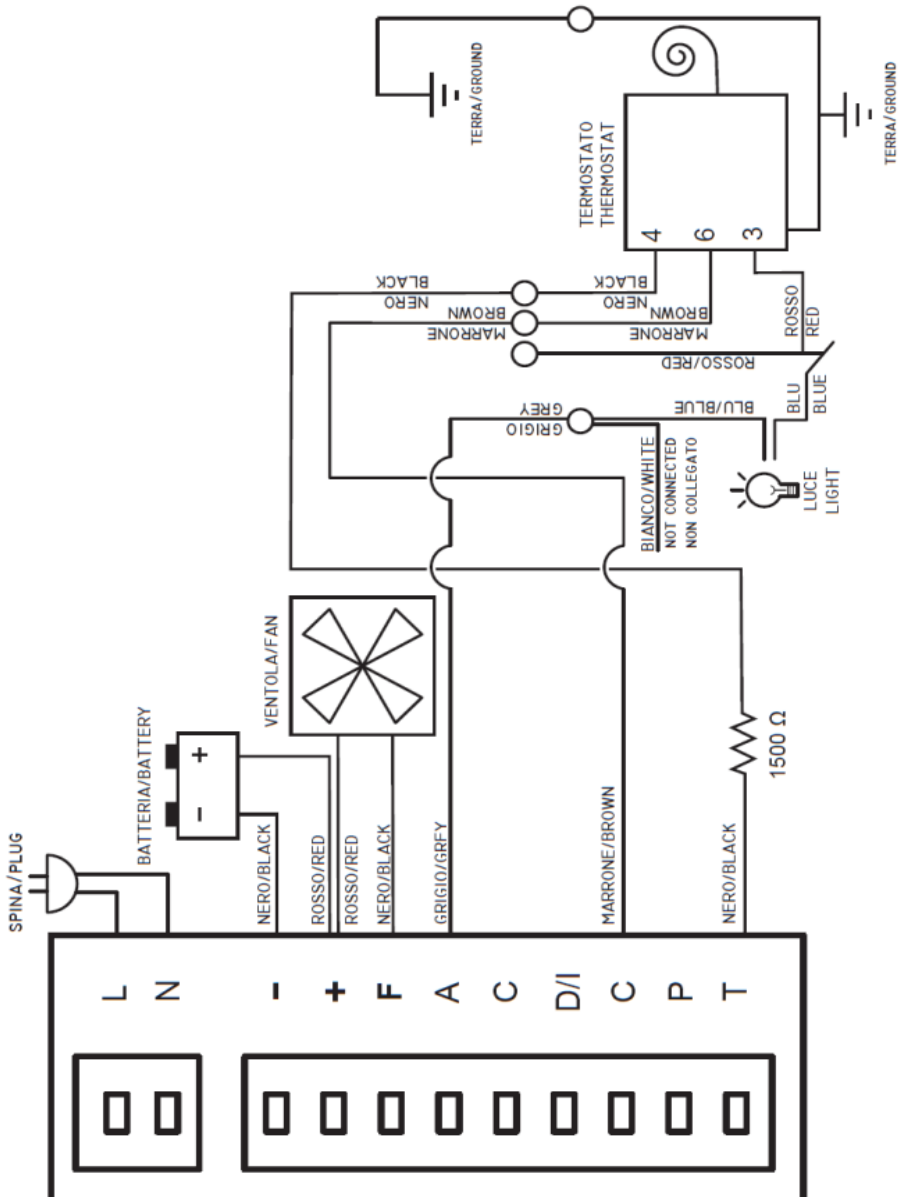 TERRA/GROUND
TERRA/GROUND
TERMOSTATO
THERMOSTAT
4
6
3
BLACK
NERO
BLACK
NERO
BROWN
MARRONE
BROWN
MARRONE
ROSSO/RED
ROSSO
RED
GREY
GRIGIO
BLU/BLUE
BLU
BLUE
BIANCO/WHITE
NOT CONNECTED
NON COLLEGATO
LUCE
LIGHT
VENTOLA/FAN
BATTERIA/BATTERY
-
+
SPINA/PLUG
1500 Ω
NERO/BLACK
ROSSO/RED
ROSSO/RED
NERO/BLACK
GRIGIO/GREY
MARRONE/BROWN
NERO/BLACK
L
N
-
+
F
A
C
D/I
C
P
T